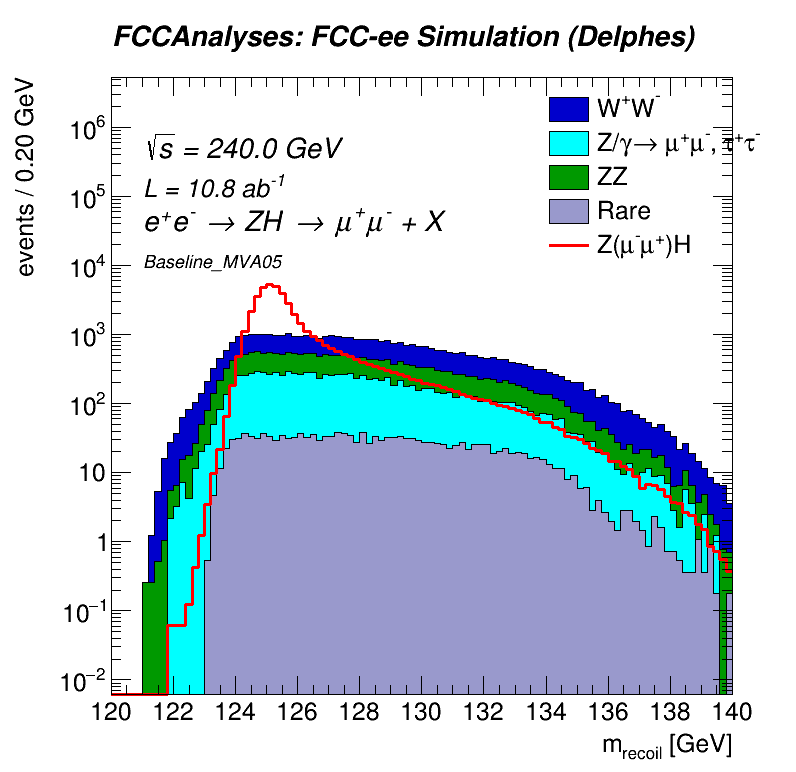 FCCAnalyses: FCC-ee Simulation (Delphes)
events / 0.20 GeV
10⁶
10⁵
10⁴
10³
10²
10
1
10⁻¹
10⁻²
√s = 240.0 GeV
L = 10.8 ab⁻¹
e⁺e⁻ → ZH → μ⁺μ⁻ + X
Baseline_MVA05
W⁺W⁻
Z/γ→ μ⁺μ⁻, τ⁺τ⁻
ZZ
Rare
Z(μ⁻μ⁺)H
120 122 124 126 128 130 132 134 136 138 140
m_recoil [GeV]